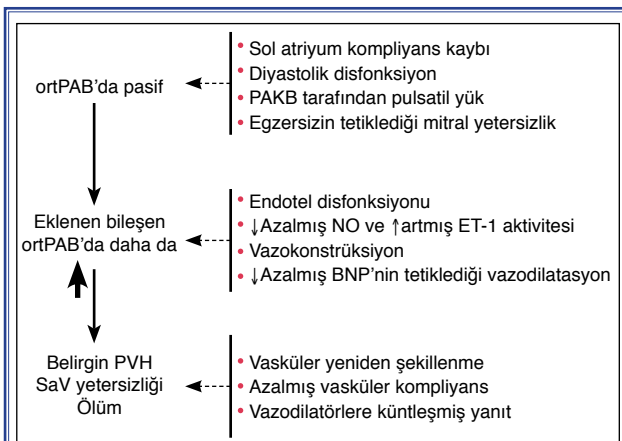 ortPAB'da pasif
• Sol atriyum kompliyans kaybı
• Diyastolik disfonksiyon
• PAKB tarafından pulsatil yük
• Egzersizin tetiklediği mitral yetersizlik
Eklenen bileşen
ortPAB'da daha da
• Endotel disfonksiyonu
• ↓Azalmış NO ve ↑artmış ET-1 aktivitesi
• Vazokonstrüksiyon
• ↓Azalmış BNP'nin tetiklediği vazodilatasyon
Belirgin PVH
SaV yetersizliği
Ölüm
• Vasküler yeniden şekillenme
• Azalmış vasküler kompliyans
• Vazodilatörlere küntleşmiş yanıt